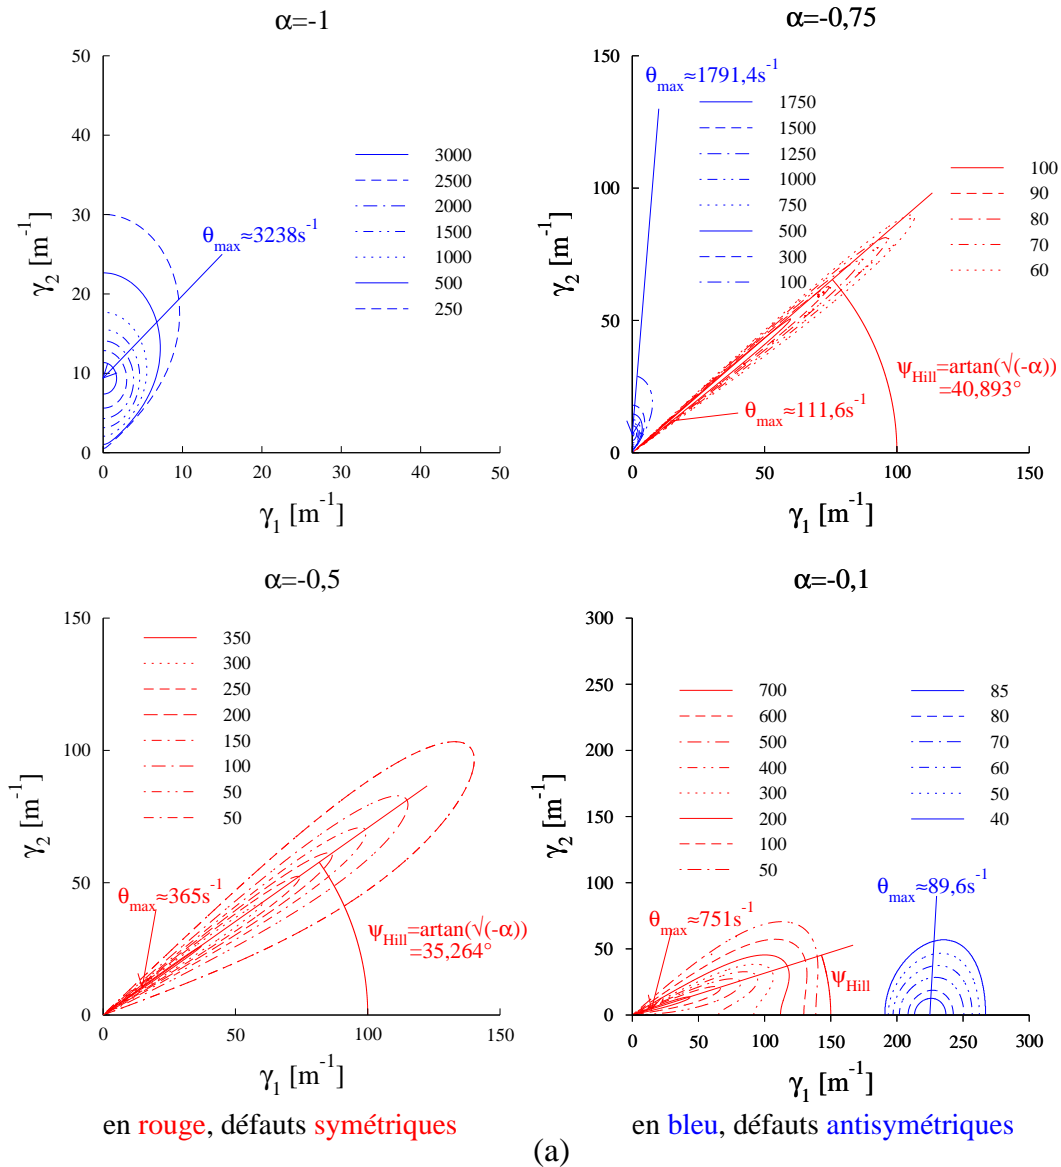 α=-1
50
40
30
20
10
0
γ2 [m-1]
0 10 20 30 40 50
γ1 [m-1]
θmax≈3238s-1
3000
2500
2000
1500
1000
500
250
α=-0,75
150
100
50
0
γ2 [m-1]
0 50 100 150
γ1 [m-1]
θmax≈1791,4s-1
1750
1500
1250
1000
750
500
300
100
100
90
80
70
60
ψHill=artan(√(-α))
=40,893°
θmax≈111,6s-1
α=-0,5
150
100
50
0
γ2 [m-1]
0 50 100 150
γ1 [m-1]
350
300
250
200
150
100
50
50
θmax≈365s-1
ψHill=artan(√(-α))
=35,264°
α=-0,1
300
250
200
150
100
50
0
γ2 [m-1]
0 50 100 150 200 250 300
γ1 [m-1]
700
600
500
400
300
200
100
50
85
80
70
60
50
40
θmax≈751s-1
θmax≈89,6s-1
ψHill
en rouge, défauts symétriques
en bleu, défauts antisymétriques
(a)